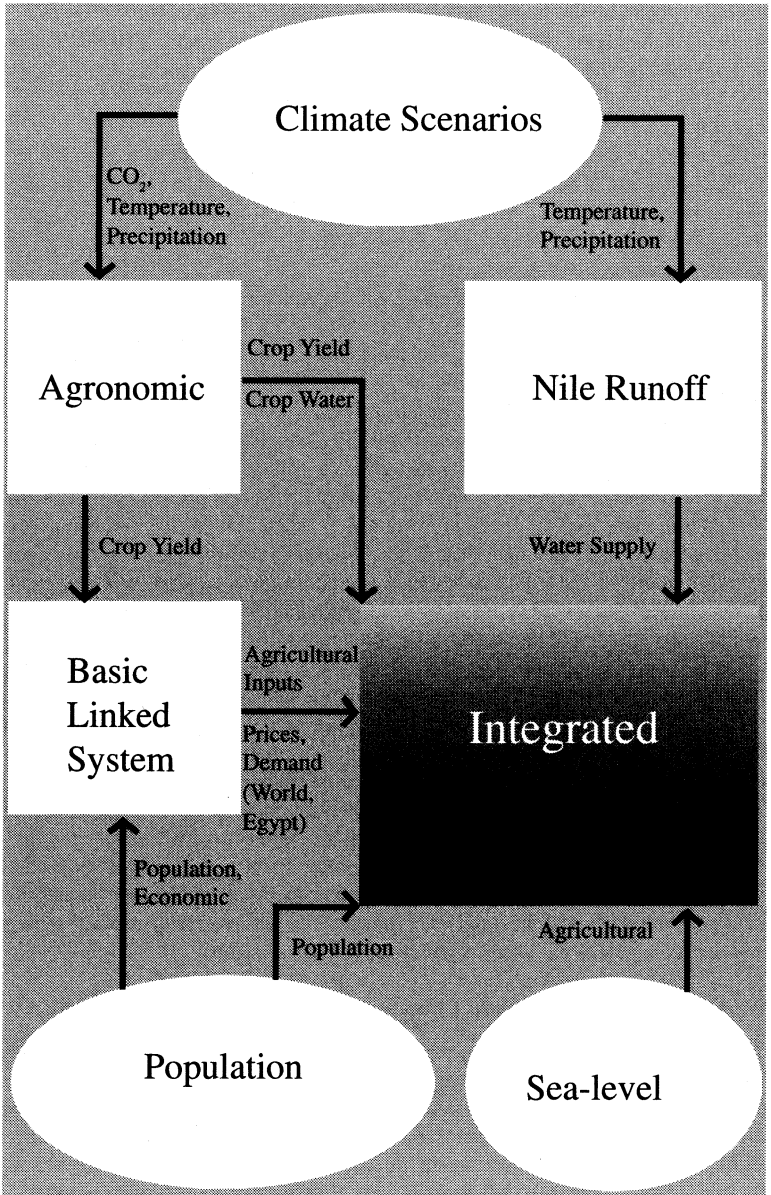 Climate Scenarios
CO₂,
Temperature,
Precipitation
Temperature,
Precipitation
Agronomic
Crop Yield
Crop Water
Nile Runoff
Crop Yield
Water Supply
Basic
Linked
System
Agricultural
Inputs
Prices,
Demand
(World,
Egypt)
Integrated
Population,
Economic
Population
Agricultural
Population
Sea-level